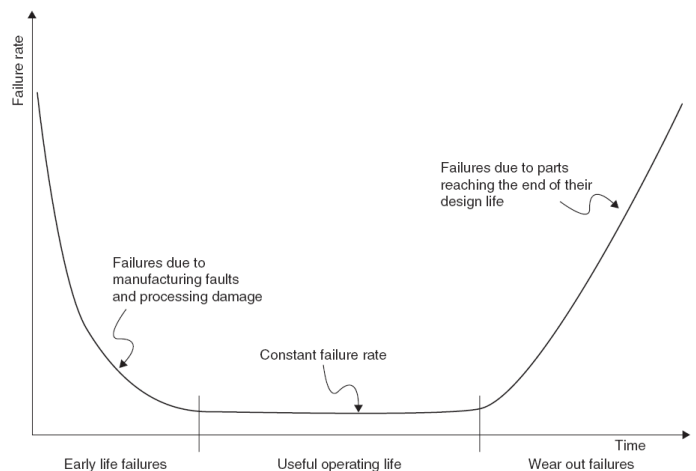 Failure rate
Failures due to parts
reaching the end of their
design life
Failures due to
manufacturing faults
and processing damage
Constant failure rate
Time
Early life failures
Useful operating life
Wear out failures